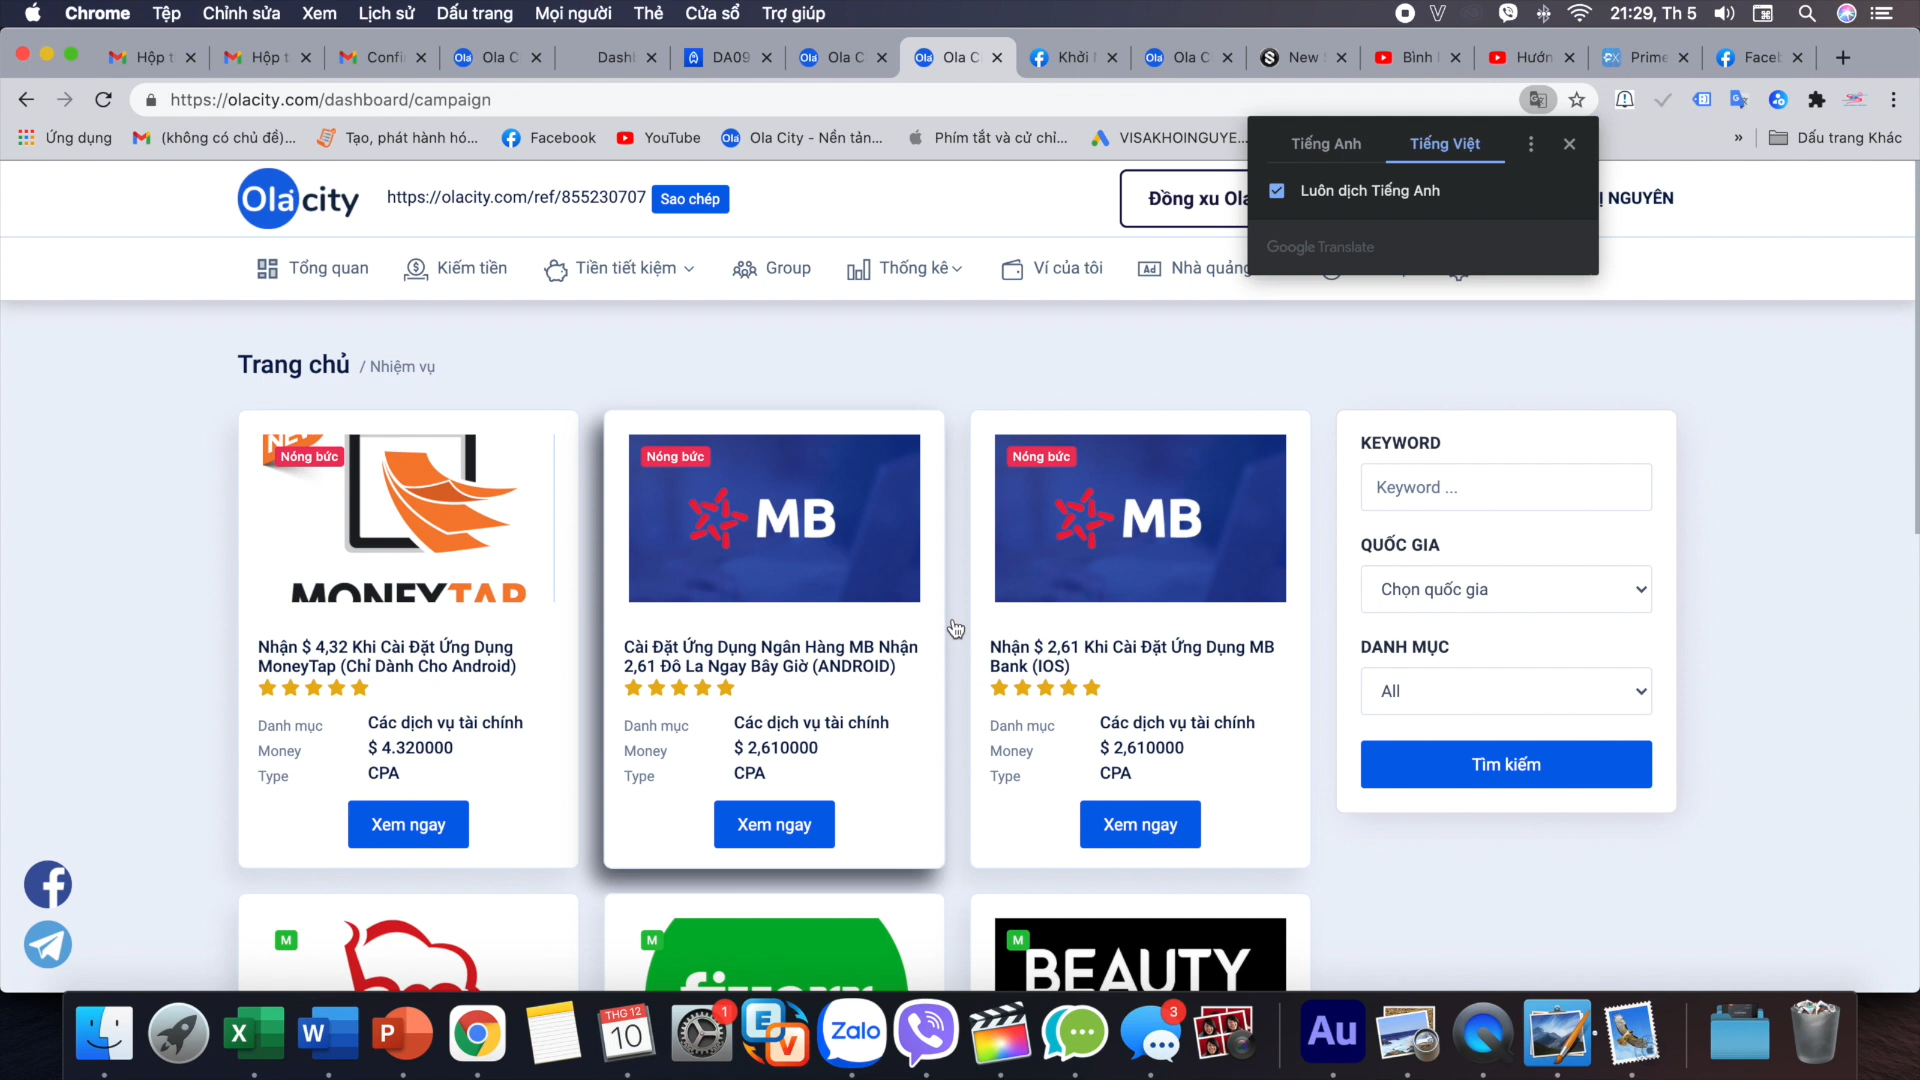 Chrome Tệp Chỉnh sửa Xem Lịch sử Dấu trang Mọi người Thẻ Cửa sổ Trợ giúp 21:29, Th 5
Hộp t Hộp t Confi Ola C Dash DA09 Ola C Ola C Khởi Ola C New Bình Hướn Prime Faceb
https://olacity.com/dashboard/campaign
Ứng dụng (không có chủ đề)... Tạo, phát hành hó... Facebook YouTube Ola City - Nền tản... Phím tắt và cử chỉ... VISAKHOINGUYE... » Dấu trang Khác
Tiếng Anh Tiếng Việt
Luôn dịch Tiếng Anh
Google Translate
Olacity https://olacity.com/ref/855230707 Sao chép Đồng xu Ola NGUYÊN
Tổng quan Kiếm tiền Tiền tiết kiệm Group Thống kê Ví của tôi Ad Nhà quảng
Trang chủ / Nhiệm vụ
NEW
Nóng bức
MONEYTAP
Nhận $ 4,32 Khi Cài Đặt Ứng Dụng
MoneyTap (Chỉ Dành Cho Android)
Danh mục Các dịch vụ tài chính
Money $ 4.320000
Type CPA
Xem ngay
Nóng bức
MB
Cài Đặt Ứng Dụng Ngân Hàng MB Nhận
2,61 Đô La Ngay Bây Giờ (ANDROID)
Danh mục Các dịch vụ tài chính
Money $ 2,610000
Type CPA
Xem ngay
Nóng bức
MB
Nhận $ 2,61 Khi Cài Đặt Ứng Dụng MB
Bank (IOS)
Danh mục Các dịch vụ tài chính
Money $ 2,610000
Type CPA
Xem ngay
KEYWORD
Keyword ...
QUỐC GIA
Chọn quốc gia
DANH MỤC
All
Tìm kiếm
M
M
M
BEAUTY
X W P THG 12 10 1 E V Zalo 3 Au